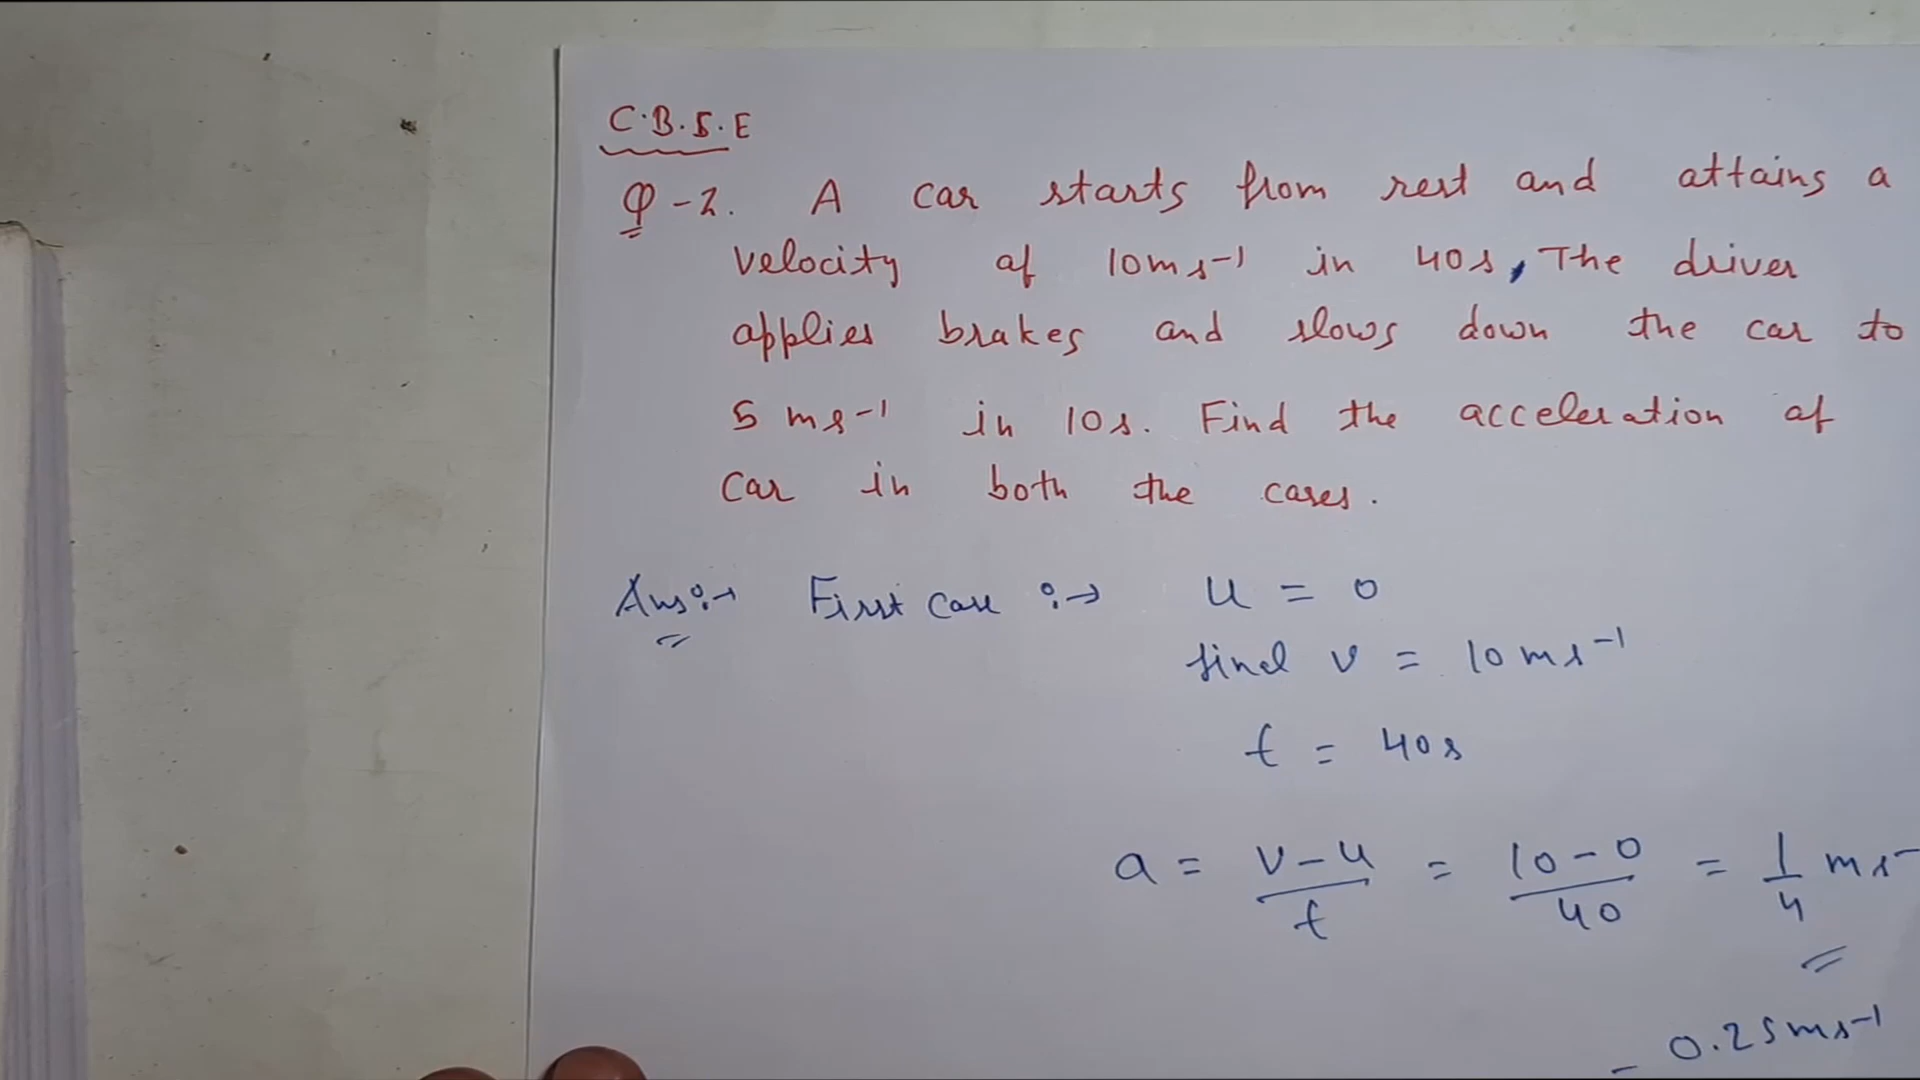 C.B.S.E
Q-2. A car starts from rest and attains a
velocity of 10ms-1 in 40s, The driver
applies brakes and slows down the car to
5 ms-1 in 10s. Find the acceleration of
car in both the cases.
Ans:→ First case :→ u = 0
final v = 10 ms-1
t = 40s
a = v-u/t = 10-0/40 = 1/4 ms-
= 0.25ms-1